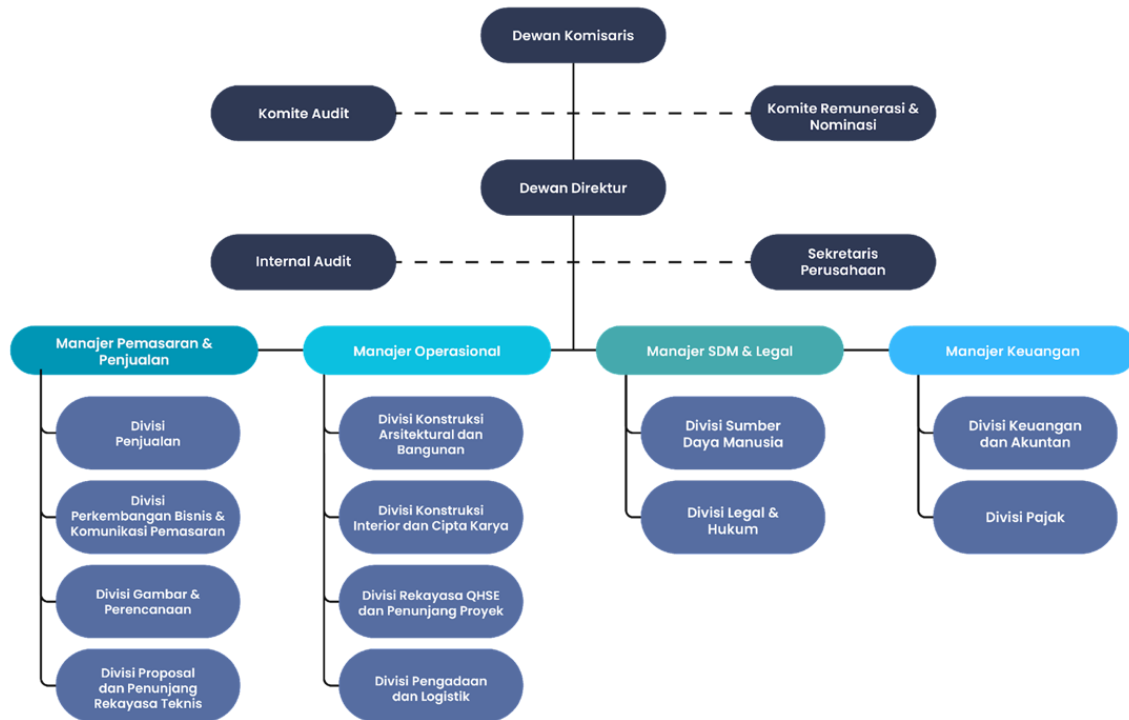 Dewan Komisaris
Komite Audit
Komite Remunerasi &
Nominasi
Dewan Direktur
Internal Audit
Sekretaris
Perusahaan
Manajer Pemasaran &
Penjualan
Manajer Operasional
Manajer SDM & Legal
Manajer Keuangan
Divisi
Penjualan
Divisi
Perkembangan Bisnis &
Komunikasi Pemasaran
Divisi Gambar &
Perencanaan
Divisi Proposal
dan Penunjang
Rekayasa Teknis
Divisi Konstruksi
Arsitektural dan
Bangunan
Divisi Konstruksi
Interior dan Cipta Karya
Divisi Rekayasa QHSE
dan Penunjang Proyek
Divisi Pengadaan
dan Logistik
Divisi Sumber
Daya Manusia
Divisi Legal &
Hukum
Divisi Keuangan
dan Akuntan
Divisi Pajak